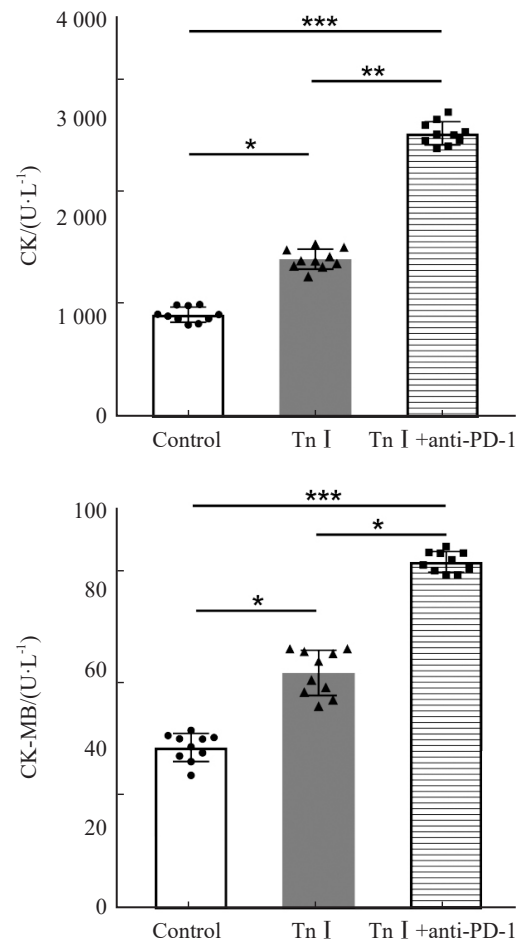 4 000
***
**
3 000
*
CK/(U·L⁻¹)
2 000
1 000
0
Control
Tn Ⅰ
Tn Ⅰ +anti-PD-1
100
***
*
80
*
60
CK-MB/(U·L⁻¹)
40
20
0
Control
Tn Ⅰ
Tn Ⅰ +anti-PD-1